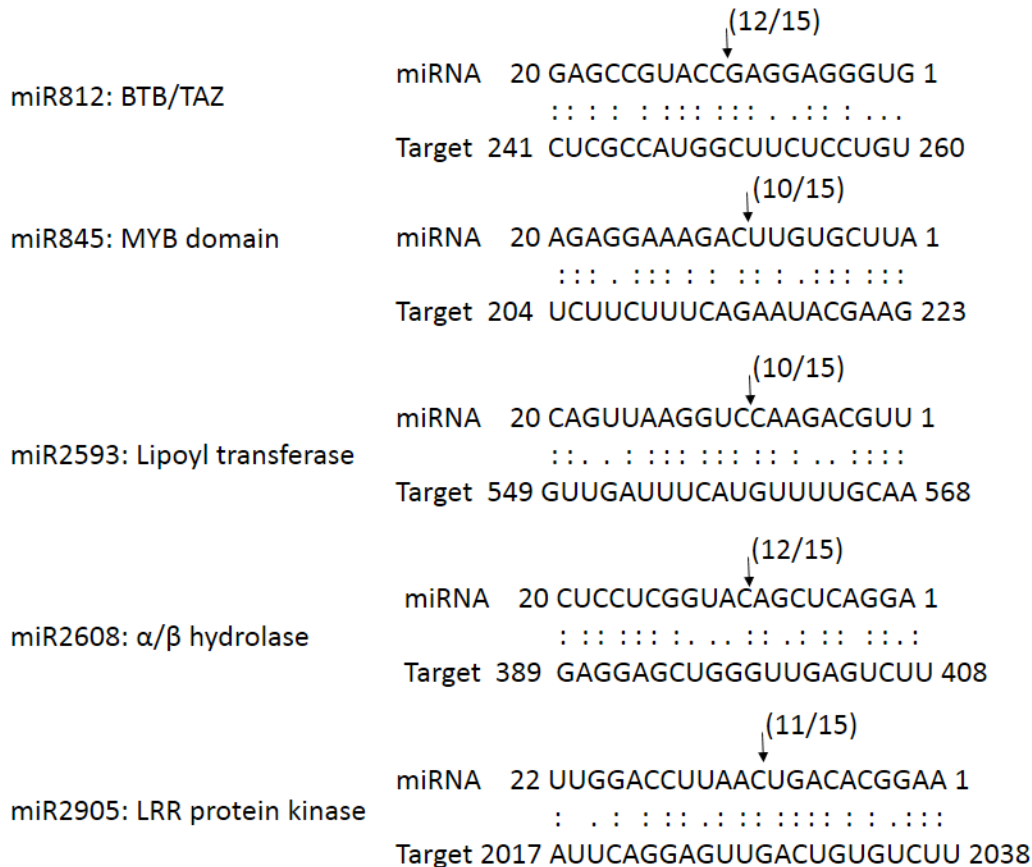 (12/15)
miR812: BTB/TAZ
miRNA 20 GAGCCGUACCGAGGAGGGUG 1
: : : :  : : :  : : :  . . : : :  . . .
Target 241 CUCGCCAUGGCUUCUCCUGU 260
(10/15)
miR845: MYB domain
miRNA 20 AGAGGAAAGACUUGUGCUUA 1
: : : . : : : : :  : : :  . : : : : : :
Target 204 UCUUCUUUCAGAAUACGAAG 223
(10/15)
miR2593: Lipoyl transferase
miRNA 20 CAGUUAAGGUCCAAGACGUU 1
: : . . : : : :  : : : : : :  . . : : : :
Target 549 GUUGAUUUCAUGUUUUGCAA 568
(12/15)
miR2608: α/β hydrolase
miRNA 20 CUCCUCGGUACAGCUCAGGA 1
: : : : : : : . . . : : . : : :  : : . :
Target 389 GAGGAGCTGGGUUGAGUCUU 408
(11/15)
miR2905: LRR protein kinase
miRNA 22 UUGGACCUUAACUGACACGGAA 1
:  . : : : : . : : : : : : : : : . : : :
Target 2017 AUUCAGGAGUUGACUGUGUCUU 2038